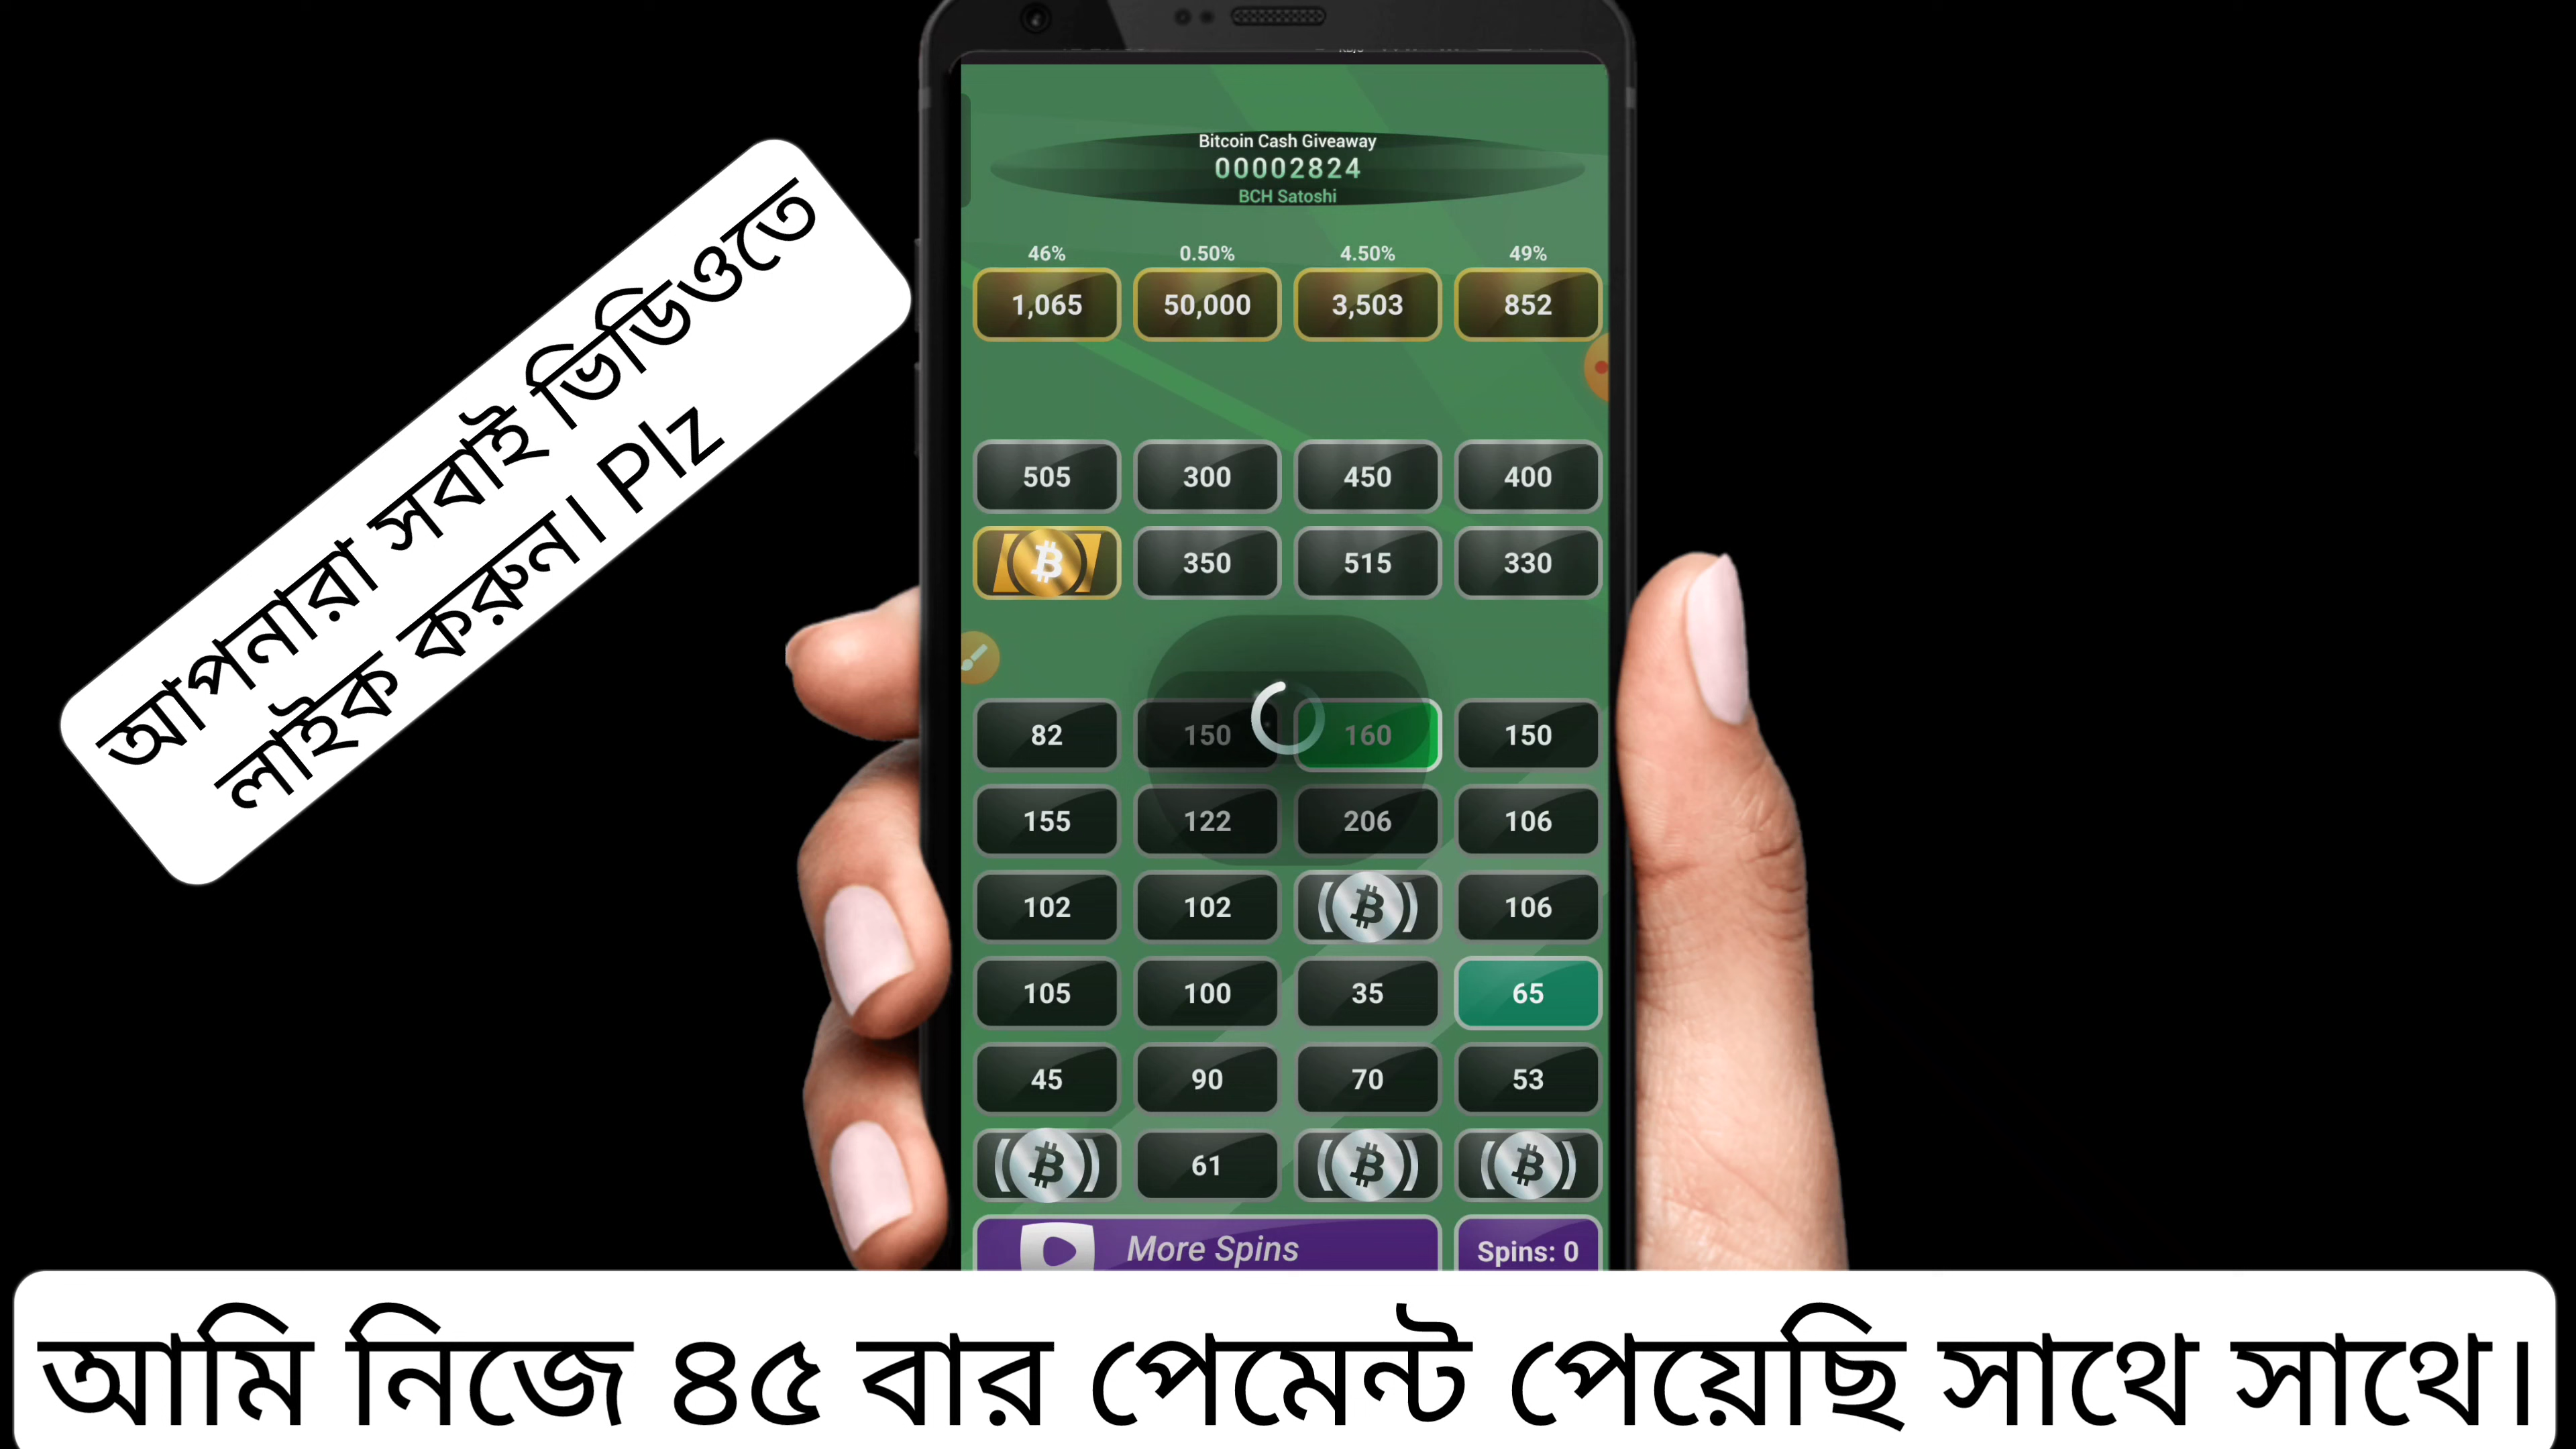 আপনারা সবাই ভিডিওতে
লাইক করুন। Plz
Bitcoin Cash Giveaway
00002824
BCH Satoshi
46% 0.50% 4.50% 49%
1,065 50,000 3,503 852
505 300 450 400
350 515 330
82 150 160 150
155 122 206 106
102 102 106
105 100 35 65
45 90 70 53
61
More Spins Spins: 0
আমি নিজে ৪৫ বার পেমেন্ট পেয়েছি সাথে সাথে।